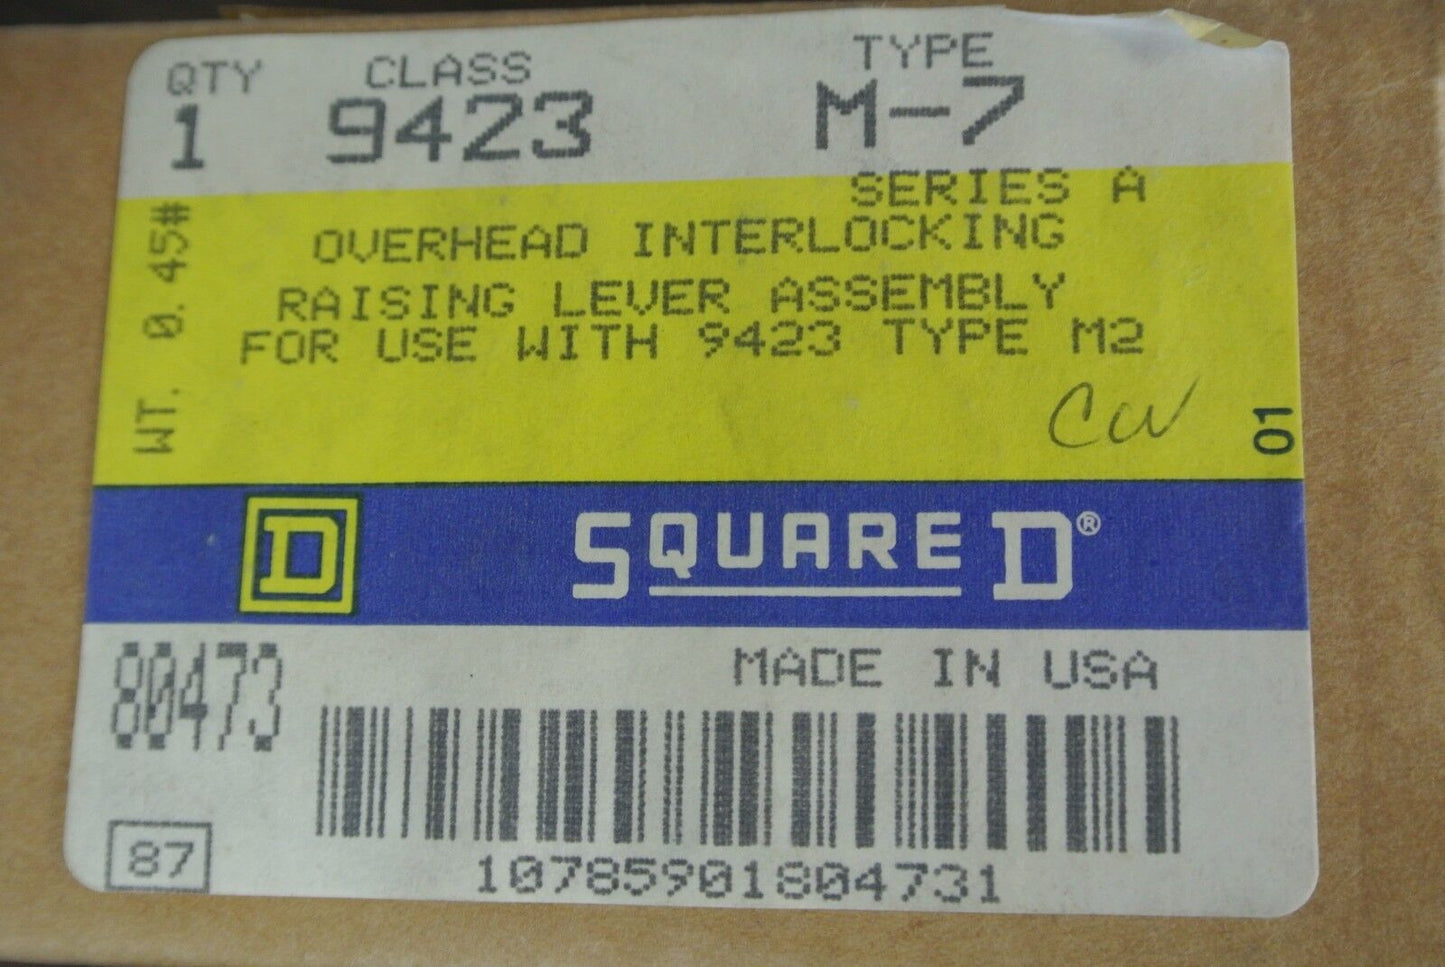 QTY CLASS TYPE
1 9423 M-7
SERIES A
OVERHEAD INTERLOCKING
RAISING LEVER ASSEMBLY
FOR USE WITH 9423 TYPE M2
WT. 0.45#
CW
01
D SQUARE D®
80473
MADE IN USA
87
10785901804731